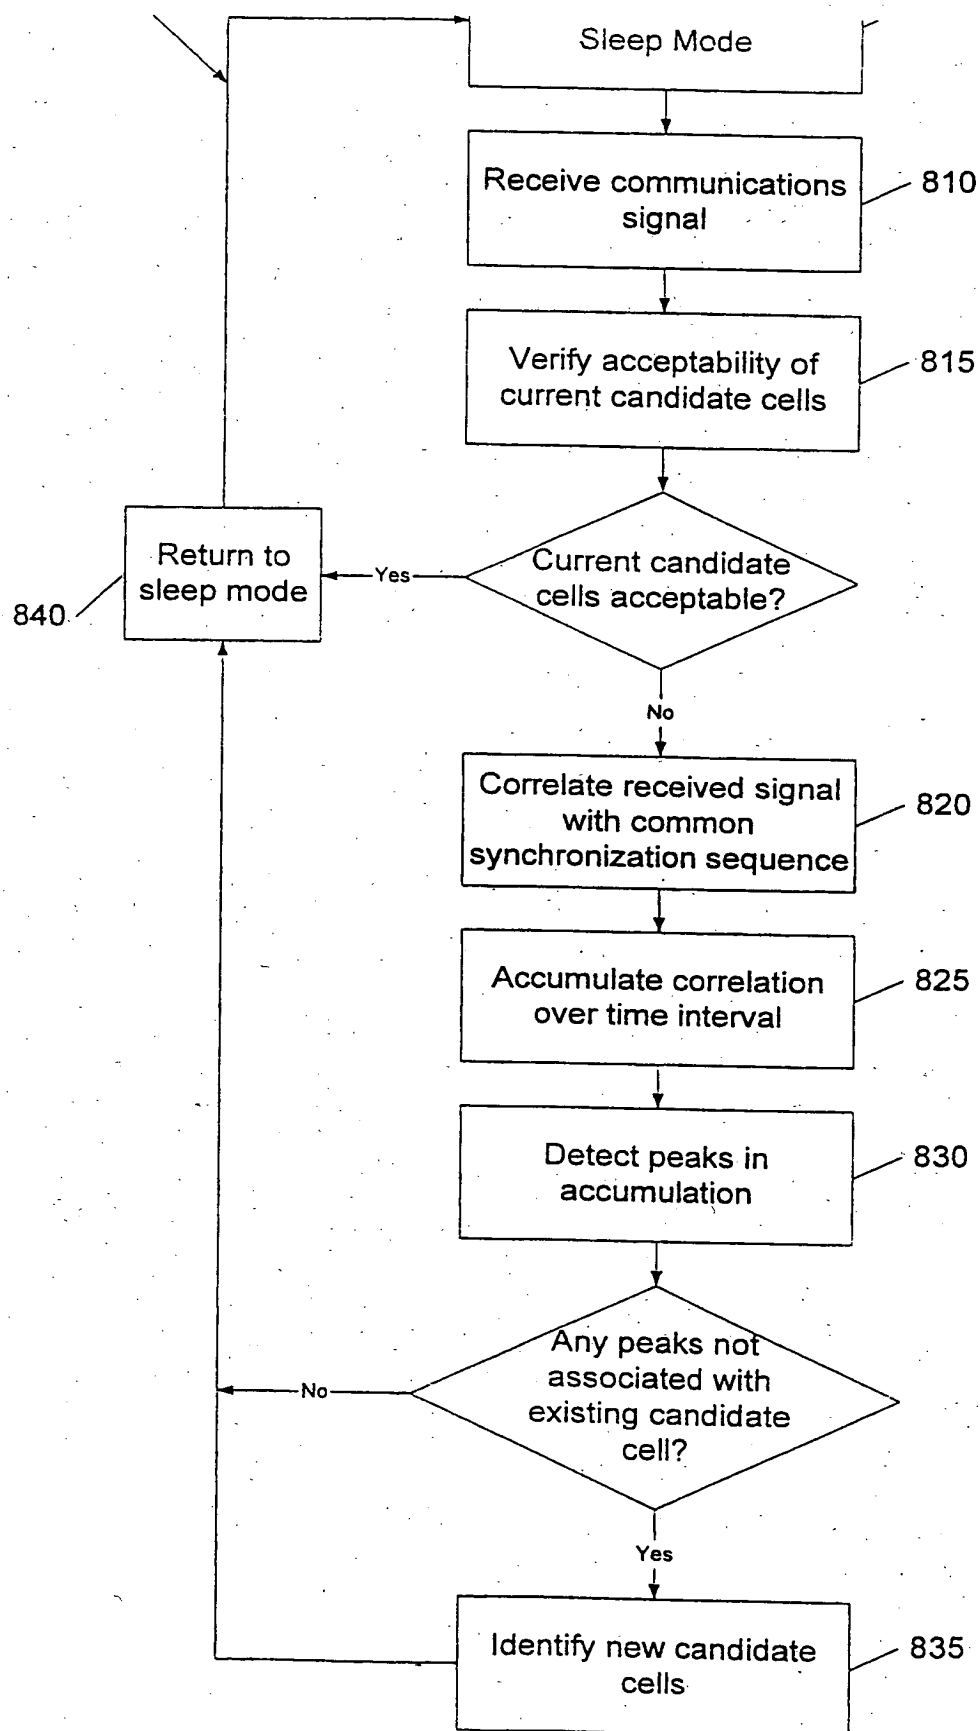 Sleep Mode
Receive communications
signal
810
Verify acceptability of
current candidate cells
815
Return to
sleep mode
840
Yes
Current candidate
cells acceptable?
No
Correlate received signal
with common
synchronization sequence
820
Accumulate correlation
over time interval
825
Detect peaks in
accumulation
830
Any peaks not
associated with
existing candidate
cell?
No
Yes
Identify new candidate
cells
835